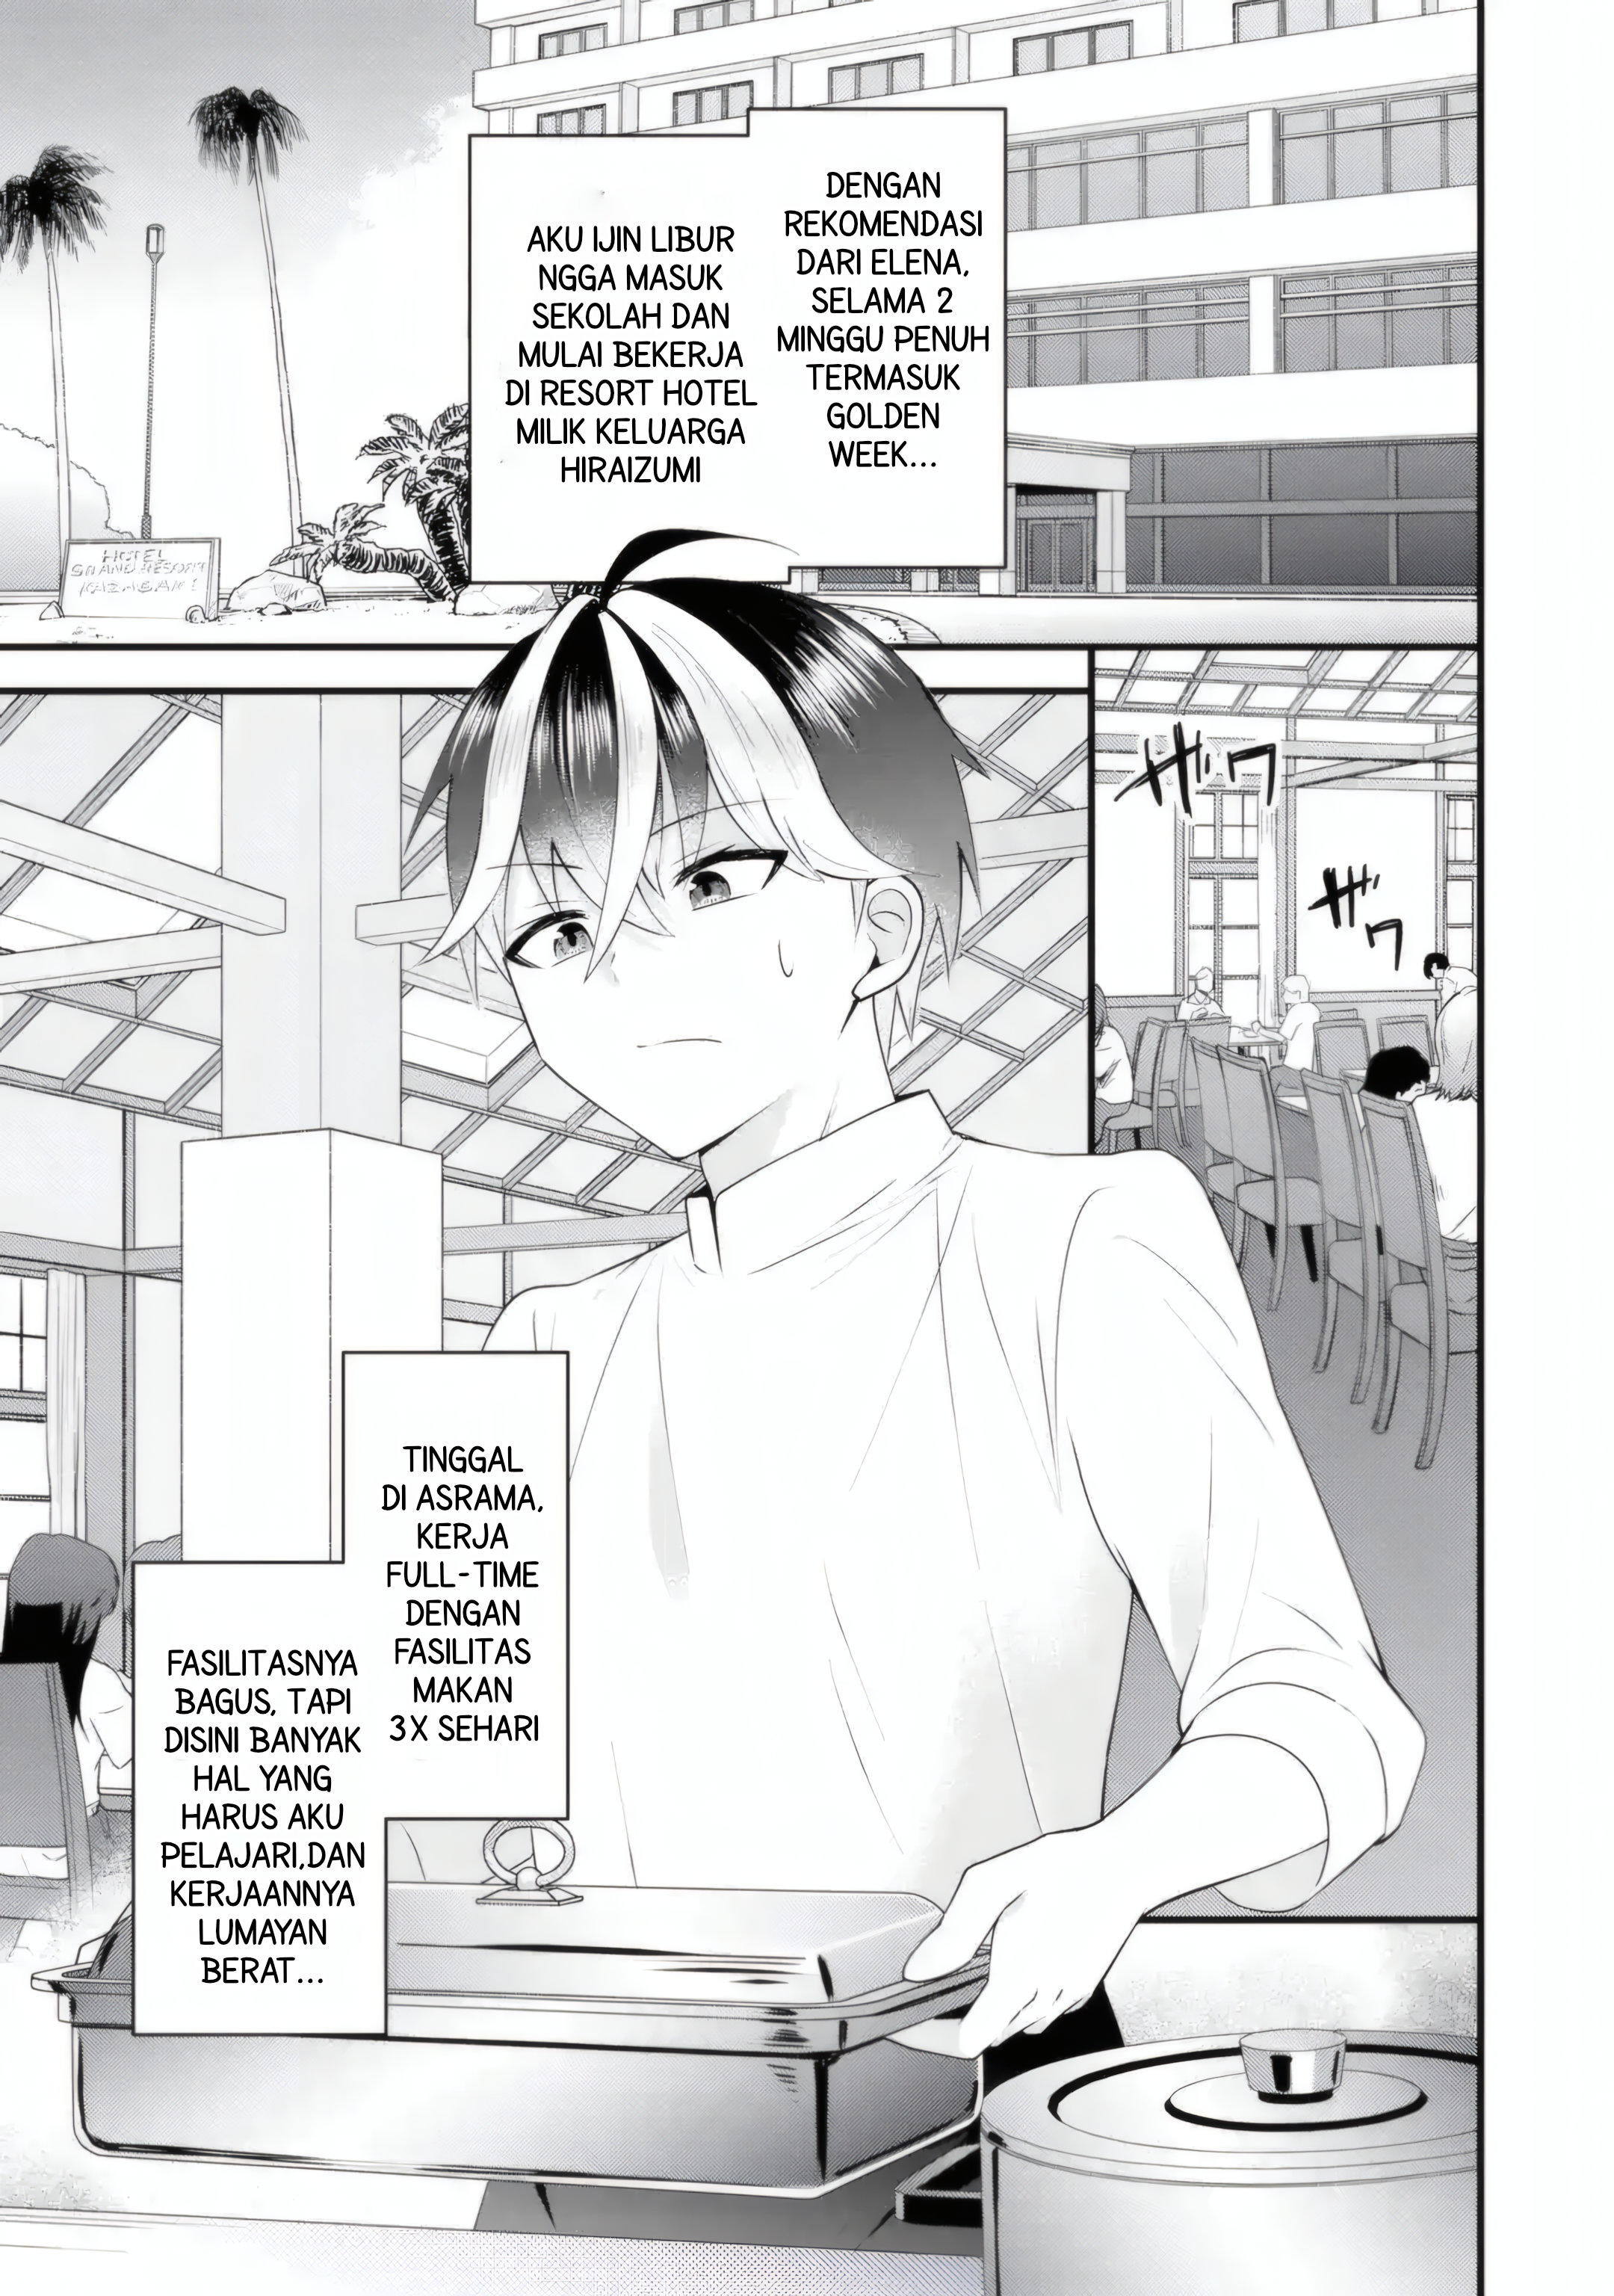 DENGAN
REKOMENDASI
DARI ELENA,
SELAMA 2
MINGGU PENUH
TERMASUK
GOLDEN
WEEK...
AKU IJIN LIBUR
NGGA MASUK
SEKOLAH DAN
MULAI BEKERJA
DI RESORT HOTEL
MILIK KELUARGA
HIRAIZUMI
HOTEL
ザワ
ザワ
TINGGAL
DI ASRAMA,
KERJA
FULL-TIME
DENGAN
FASILITAS
MAKAN
3X SEHARI
FASILITASNYA
BAGUS, TAPI
DISINI BANYAK
HAL YANG
HARUS AKU
PELAJARI,DAN
KERJAANNYA
LUMAYAN
BERAT...